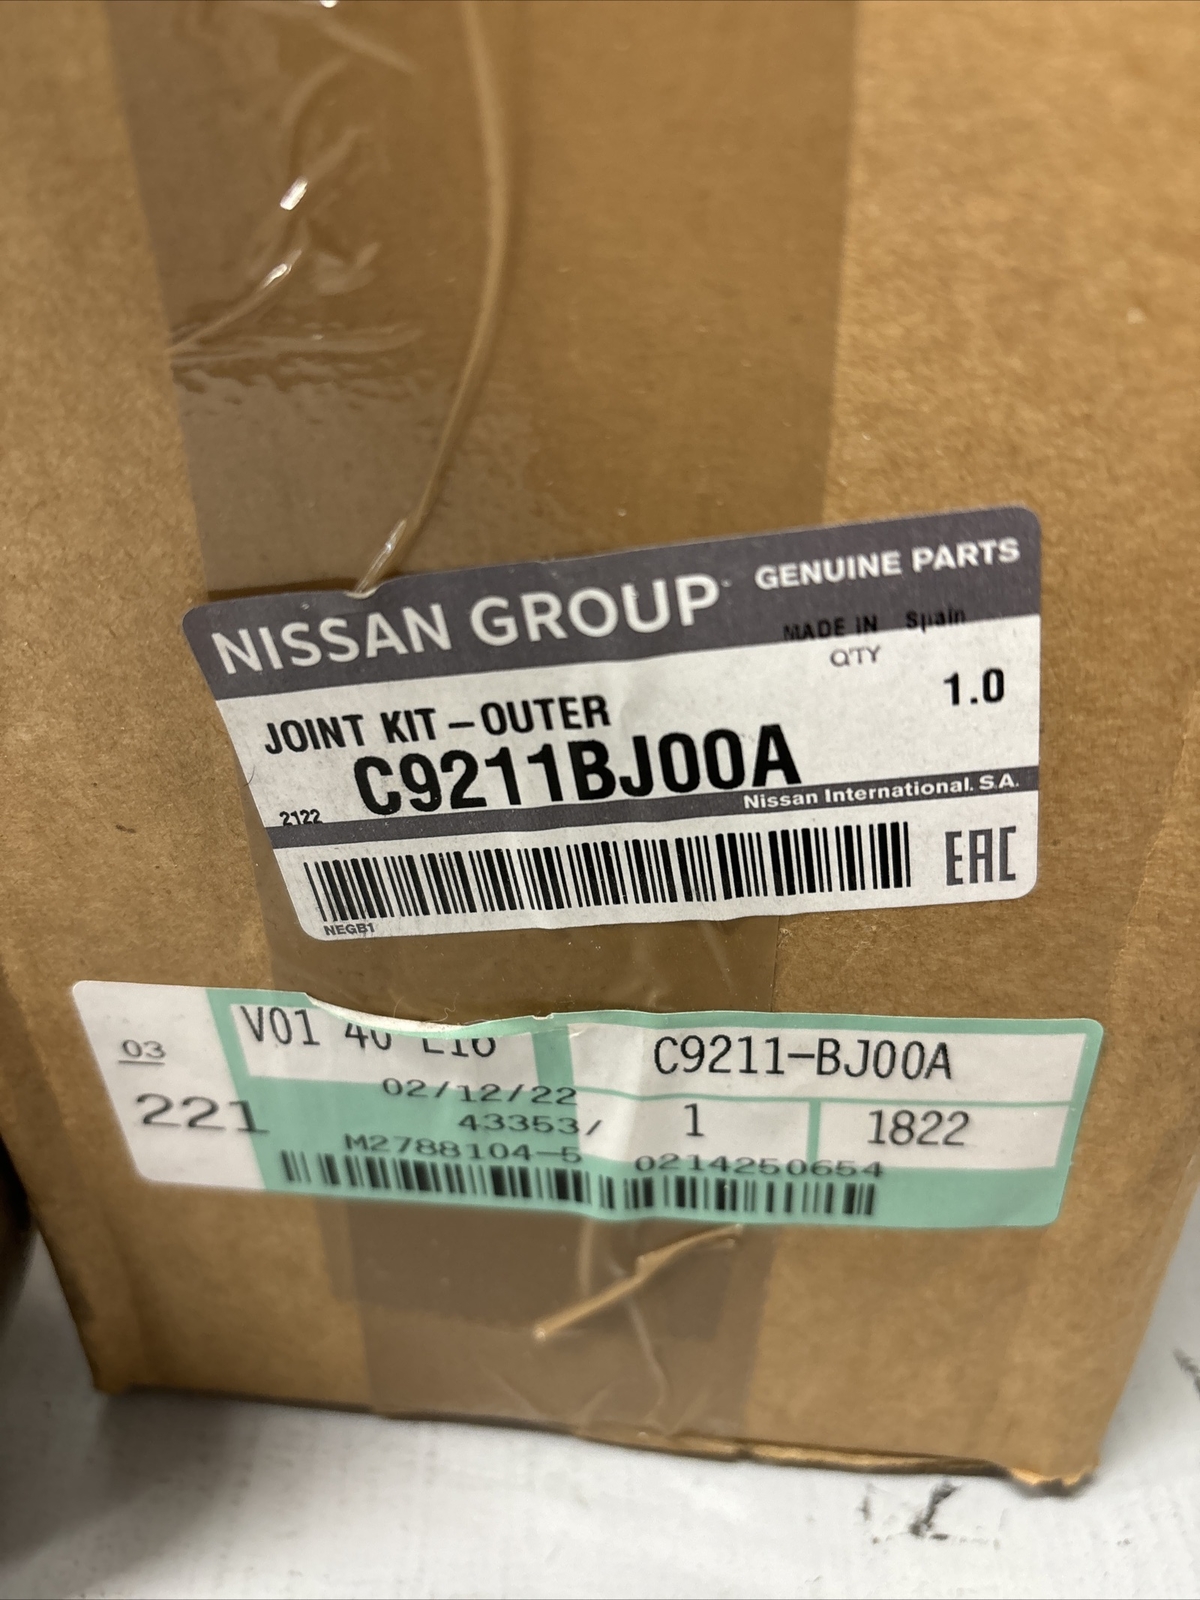 NISSAN GROUP
GENUINE PARTS
MADE IN Spain
QTY
1.0
JOINT KIT-OUTER
C9211BJ00A
2122
Nissan International. S.A.
EAC
NEGB1
03
221
V01
C9211-BJ00A
02/12/22
43353/
1
1822
M2788104-5
0214250654